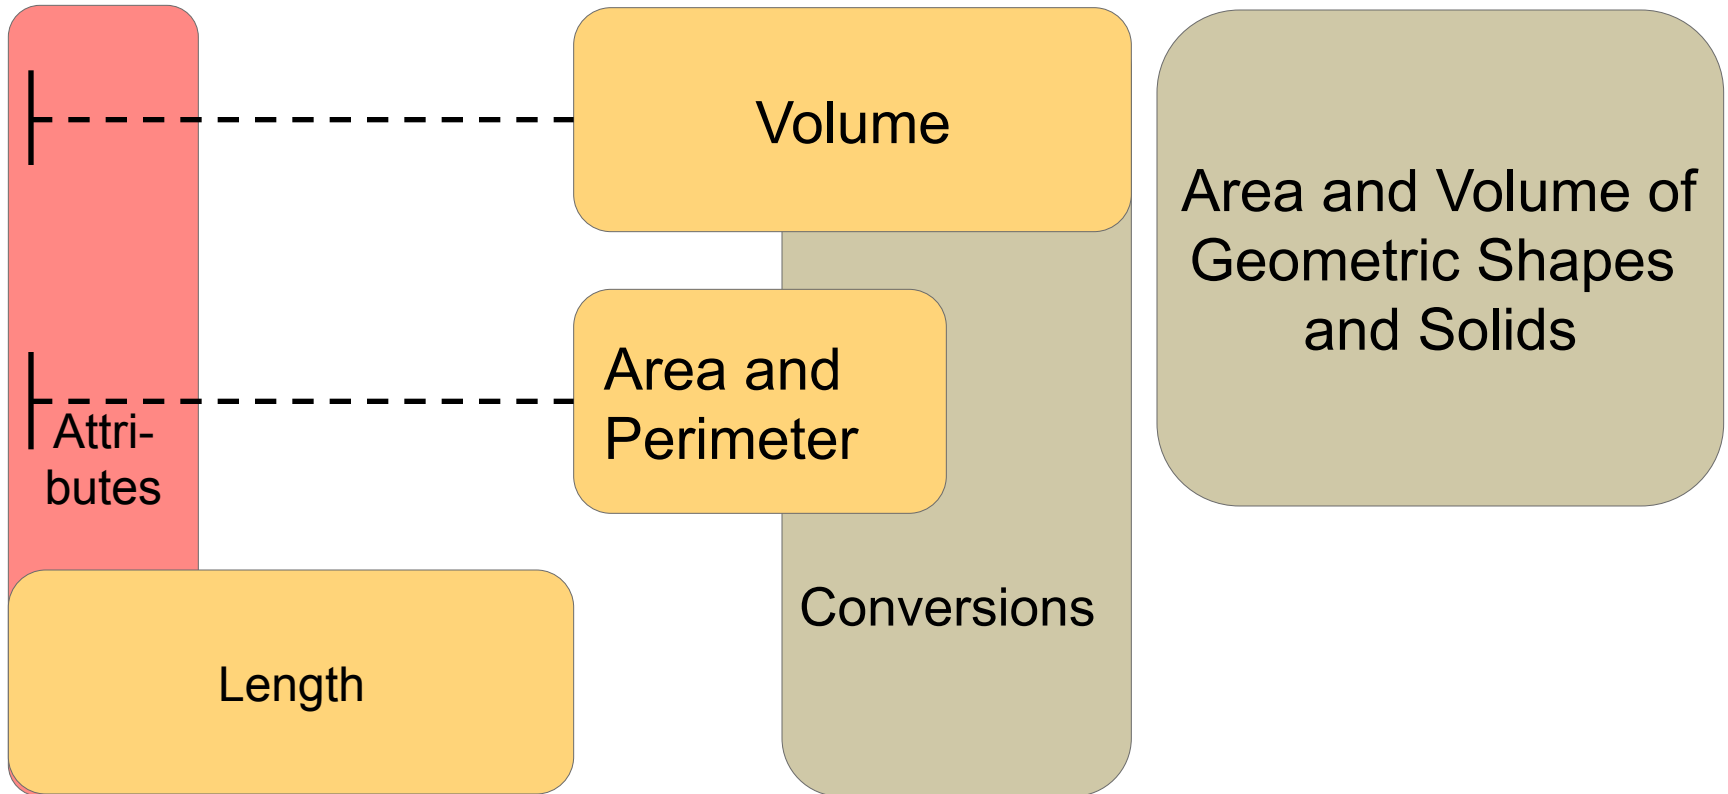 Volume
Area and Volume of
Geometric Shapes
and Solids
Area and
Perimeter
Attri-
butes
Conversions
Length